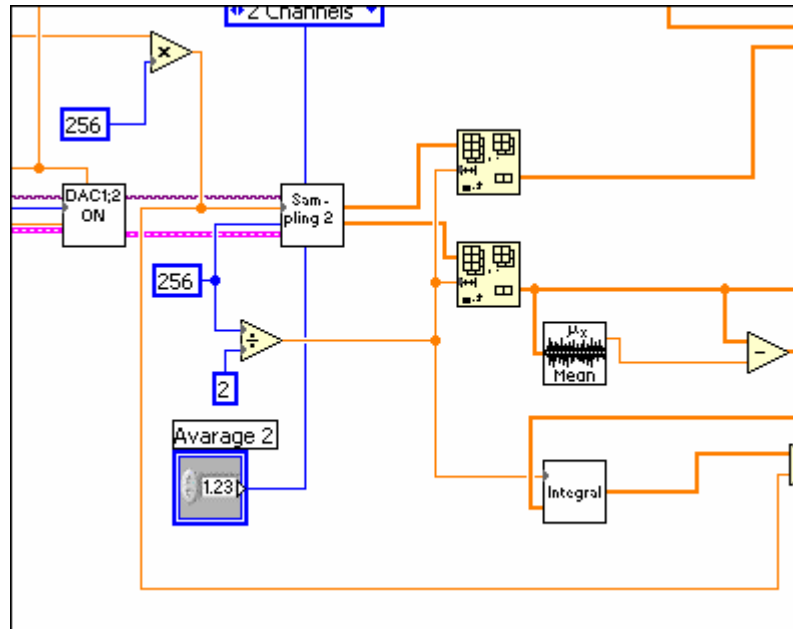 2 Channels
×
256
DAC1;2
ON
Sam-
pling 2
256
÷
2
μx
Mean
−
Avarage 2
1.23
Integral